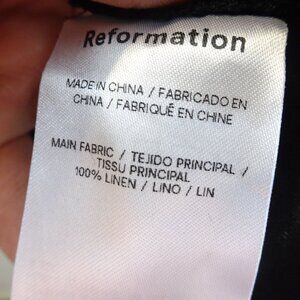 Reformation
MADE IN CHINA / FABRICADO EN
CHINA / FABRIQUÉ EN CHINE
MAIN FABRIC / TEJIDO PRINCIPAL /
TISSU PRINCIPAL
100% LINEN / LINO / LIN